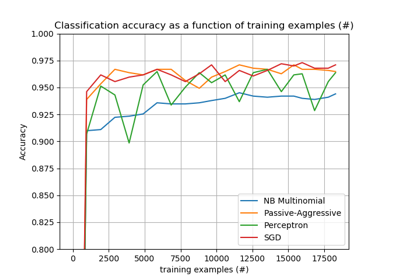 Classification accuracy as a function of training examples (#)
1.000
0.975
0.950
0.925
0.900
0.875
0.850
0.825
0.800
Accuracy
NB Multinomial
Passive-Aggressive
Perceptron
SGD
0 2500 5000 7500 10000 12500 15000 17500
training examples (#)